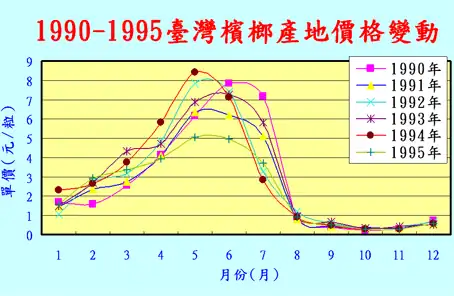 1990-1995臺灣檳榔產地價格變動
單價(元/粒)
9
8
7
6
5
4
3
2
1
0
1990年
1991年
1992年
1993年
1994年
1995年
1 2 3 4 5 6 7 8 9 10 11 12
月份(月)